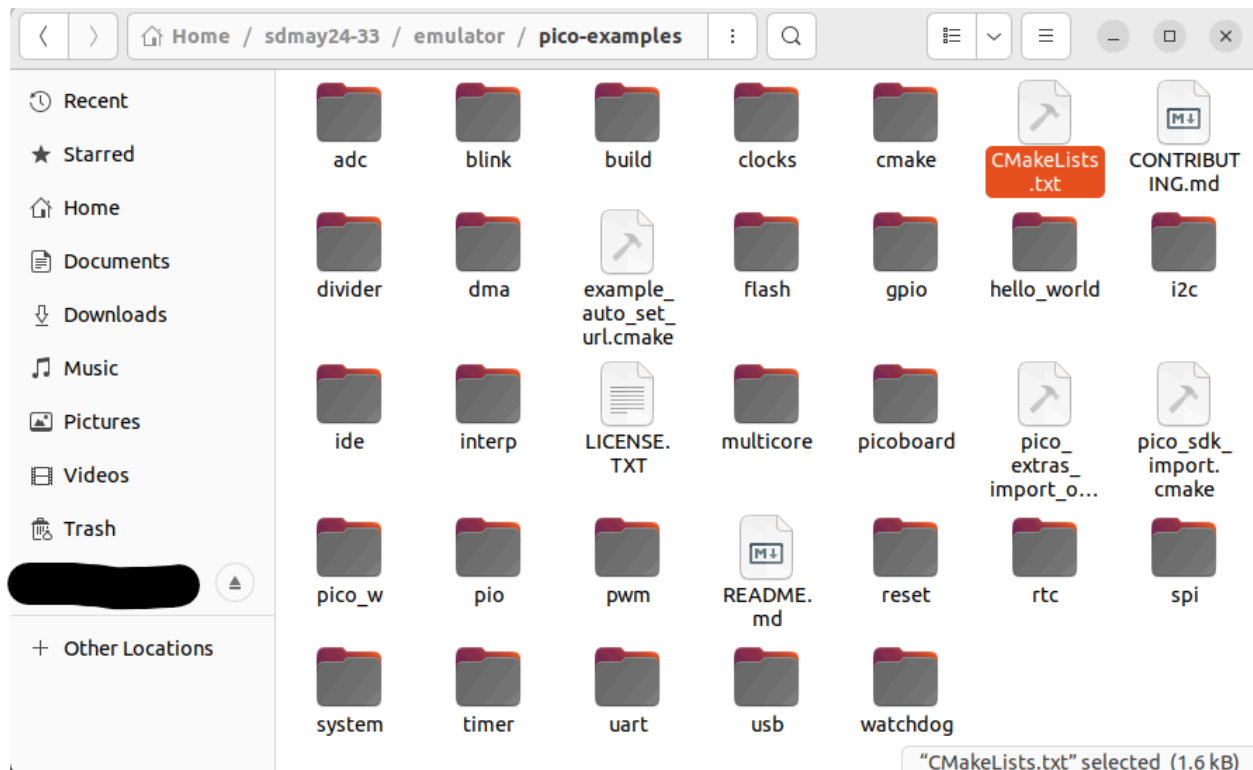 Home / sdmay24-33 / emulator / pico-examples
Recent
Starred
Home
Documents
Downloads
Music
Pictures
Videos
Trash
+ Other Locations
adc blink build clocks cmake CMakeLists CONTRIBUT
.txt ING.md
divider dma example_ flash gpio hello_world i2c
auto_set_
url.cmake
ide interp LICENSE. multicore picoboard pico_ pico_sdk_
TXT extras_ import.
import_o... cmake
pico_w pio pwm README. reset rtc spi
md
system timer uart usb watchdog
"CMakeLists.txt" selected (1.6 kB)